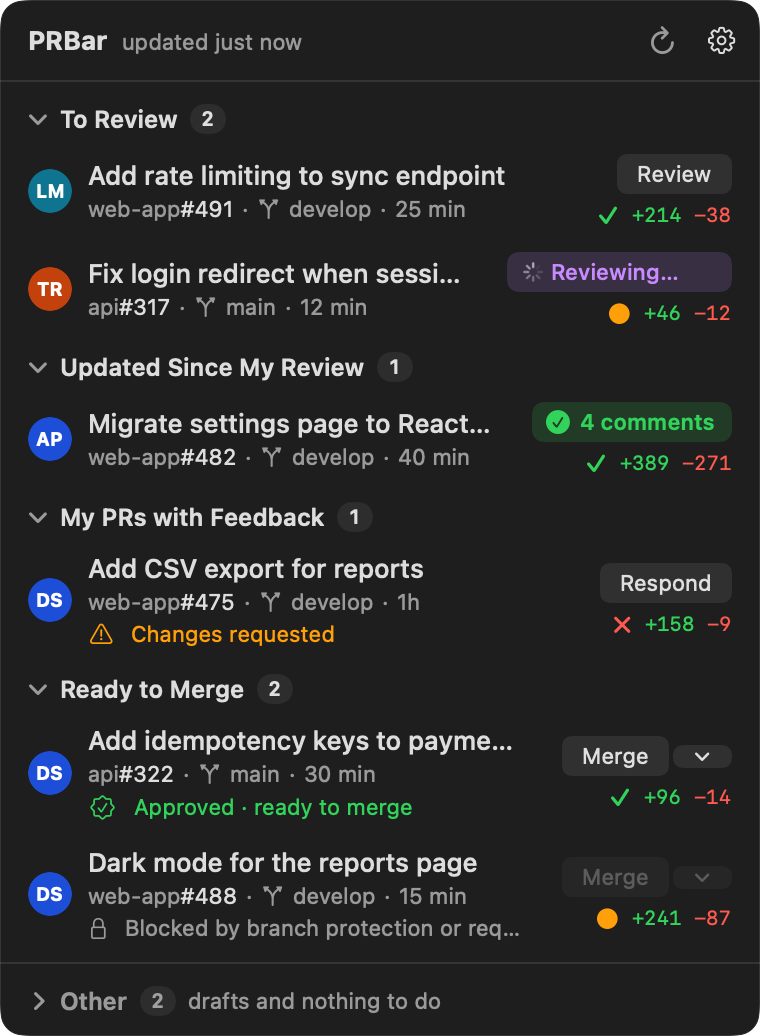 PRBar updated just now
To Review 2
LM Add rate limiting to sync endpoint Review
web-app#491 · develop · 25 min +214 −38
TR Fix login redirect when sessi... Reviewing...
api#317 · main · 12 min +46 −12
Updated Since My Review 1
AP Migrate settings page to React... 4 comments
web-app#482 · develop · 40 min +389 −271
My PRs with Feedback 1
DS Add CSV export for reports Respond
web-app#475 · develop · 1h +158 −9
Changes requested
Ready to Merge 2
DS Add idempotency keys to payme... Merge
api#322 · main · 30 min +96 −14
Approved · ready to merge
DS Dark mode for the reports page Merge
web-app#488 · develop · 15 min +241 −87
Blocked by branch protection or req...
Other 2 drafts and nothing to do